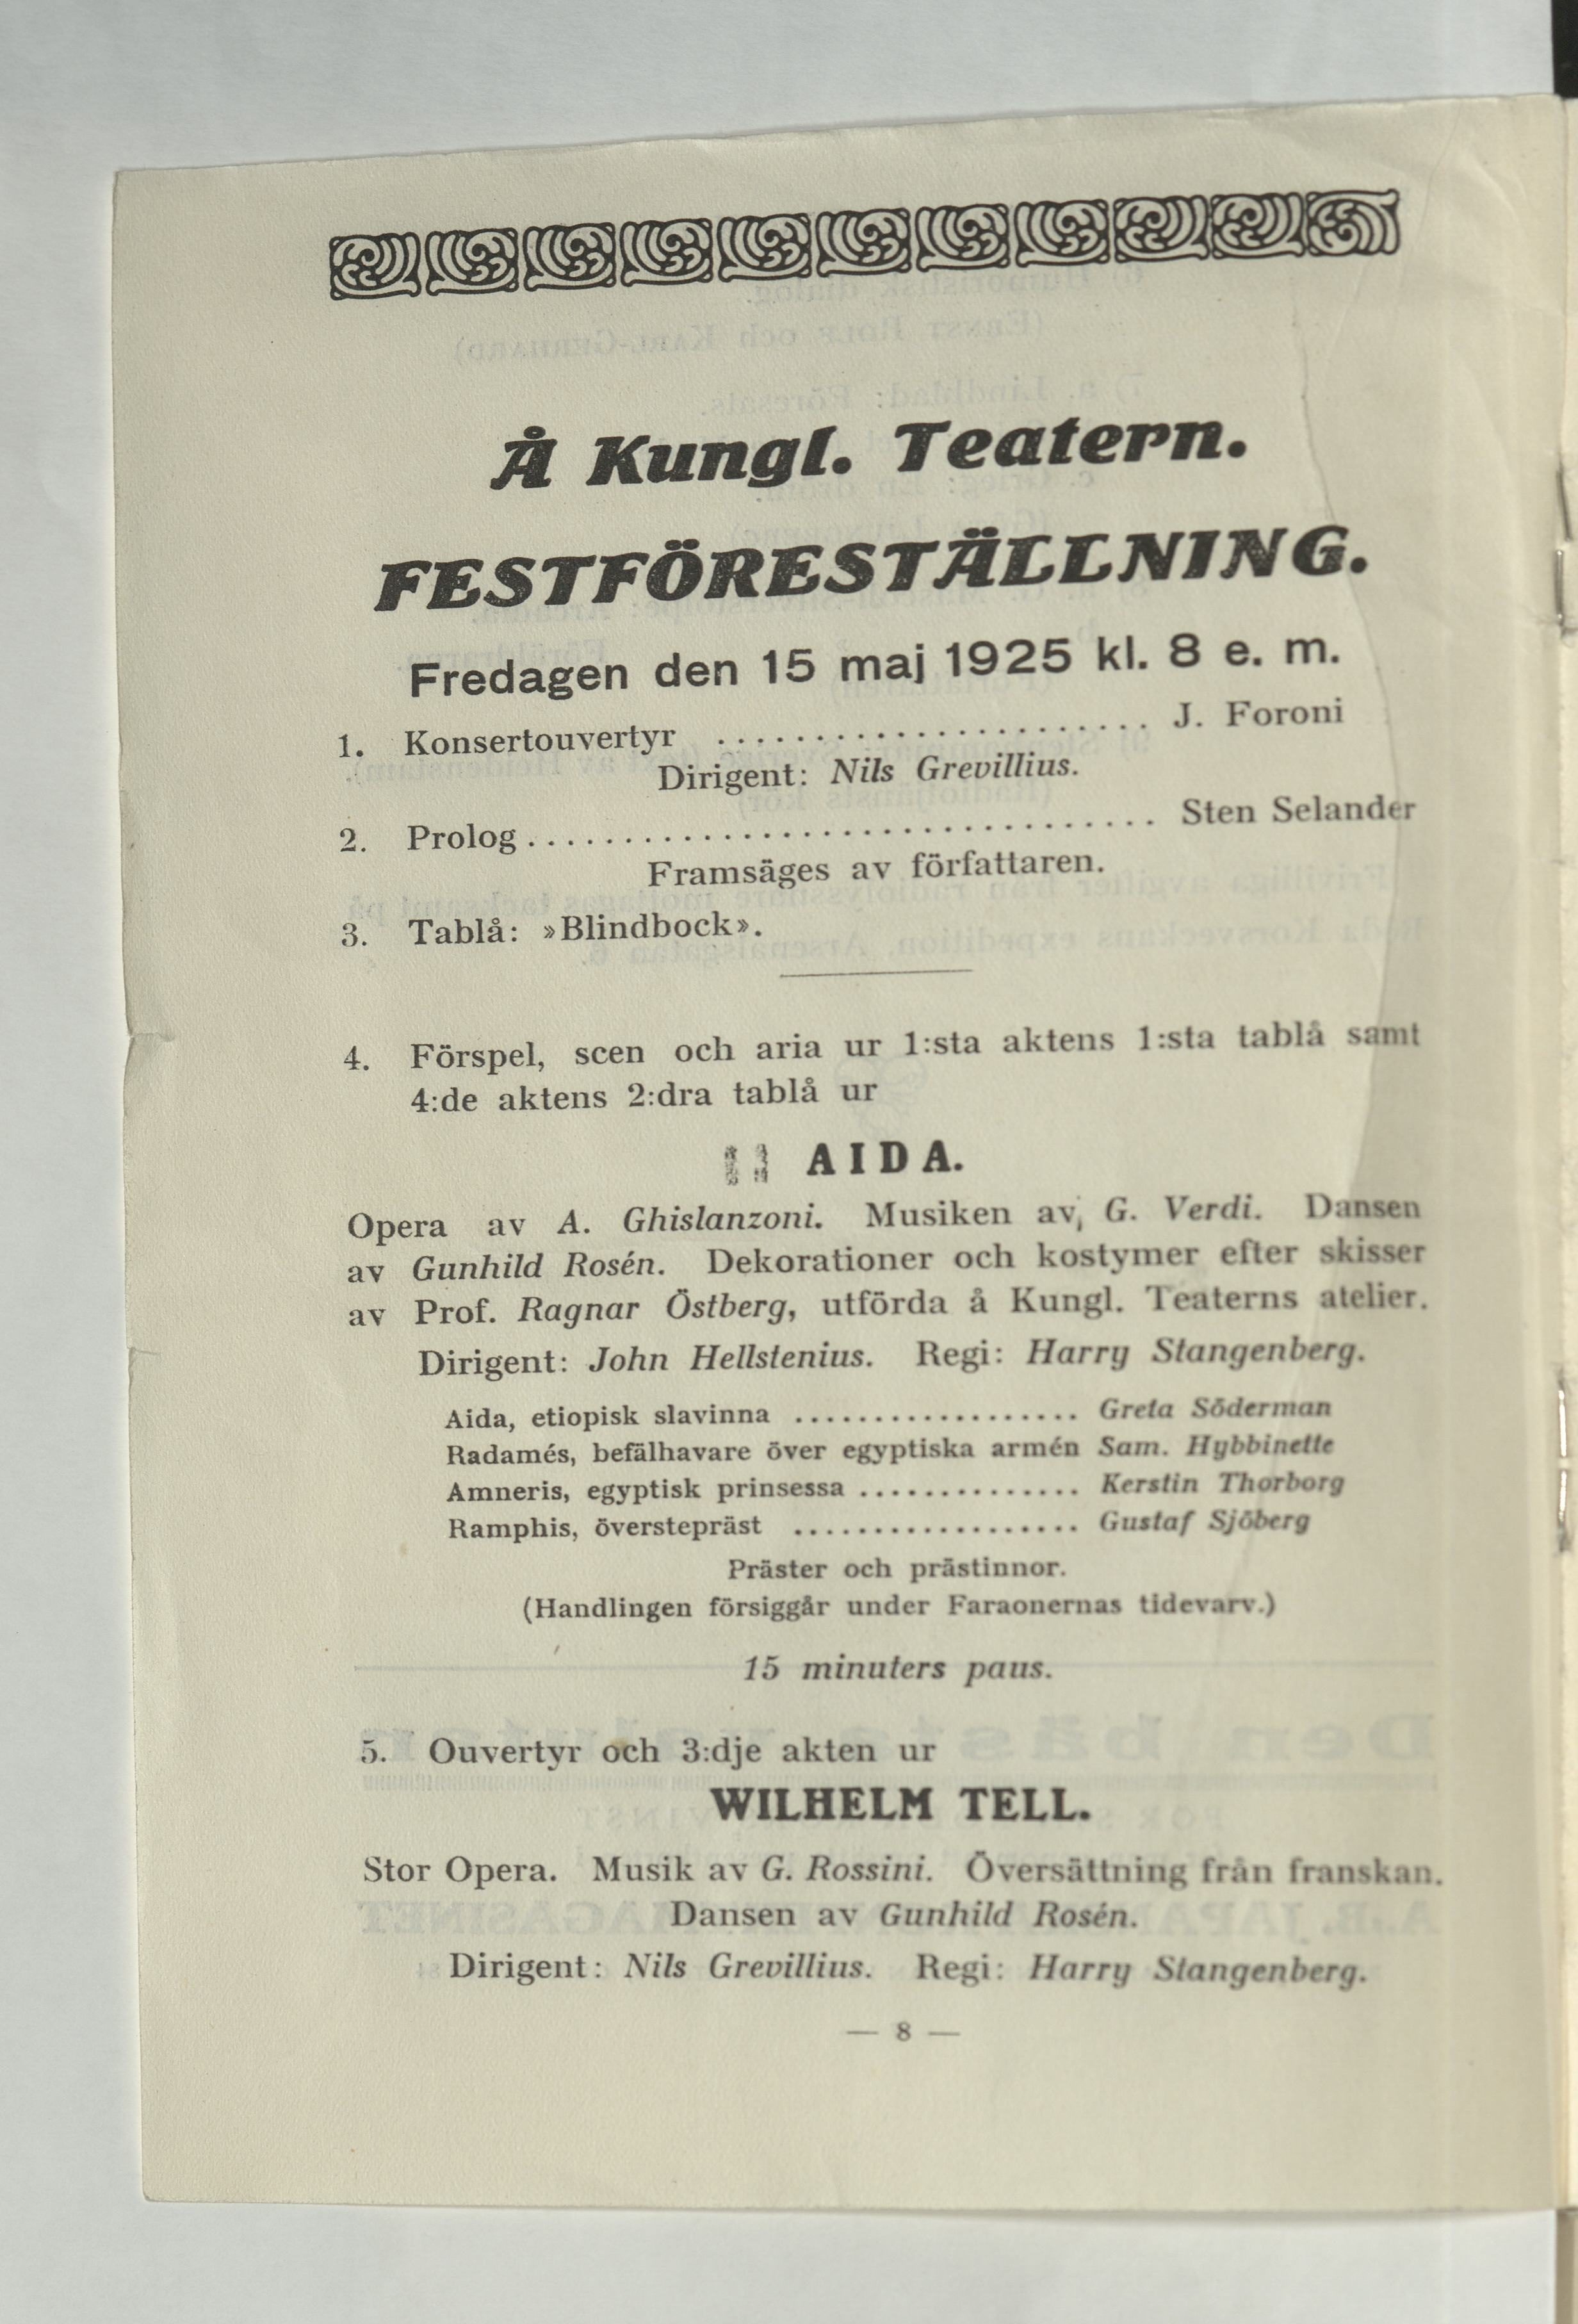 Å Kungl. Teatern.
FESTFÖRESTÄLLNING.
Fredagen den 15 maj 1925 kl. 8 e. m.
1. Konsertouvertyr ..................... J. Foroni
Dirigent: Nils Grevillius.
2. Prolog ................................ Sten Selander
Framsäges av författaren.
3. Tablå: »Blindbock».
4. Förspel, scen och aria ur 1:sta aktens 1:sta tablå samt
4:de aktens 2:dra tablå ur
AIDA.
Opera av A. Ghislanzoni. Musiken av G. Verdi. Dansen
av Gunhild Rosén. Dekorationer och kostymer efter skisser
av Prof. Ragnar Östberg, utförda å Kungl. Teaterns atelier.
Dirigent: John Hellstenius. Regi: Harry Stangenberg.
Aida, etiopisk slavinna .................. Greta Söderman
Radamés, befälhavare över egyptiska armén Sam. Hybbinette
Amneris, egyptisk prinsessa .............. Kerstin Thorborg
Ramphis, överstepräst .................. Gustaf Sjöberg
Präster och prästinnor.
(Handlingen försiggår under Faraonernas tidevarv.)
15 minuters paus.
5. Ouvertyr och 3:dje akten ur
WILHELM TELL.
Stor Opera. Musik av G. Rossini. Översättning från franskan.
Dansen av Gunhild Rosén.
Dirigent: Nils Grevillius. Regi: Harry Stangenberg.
— 8 —